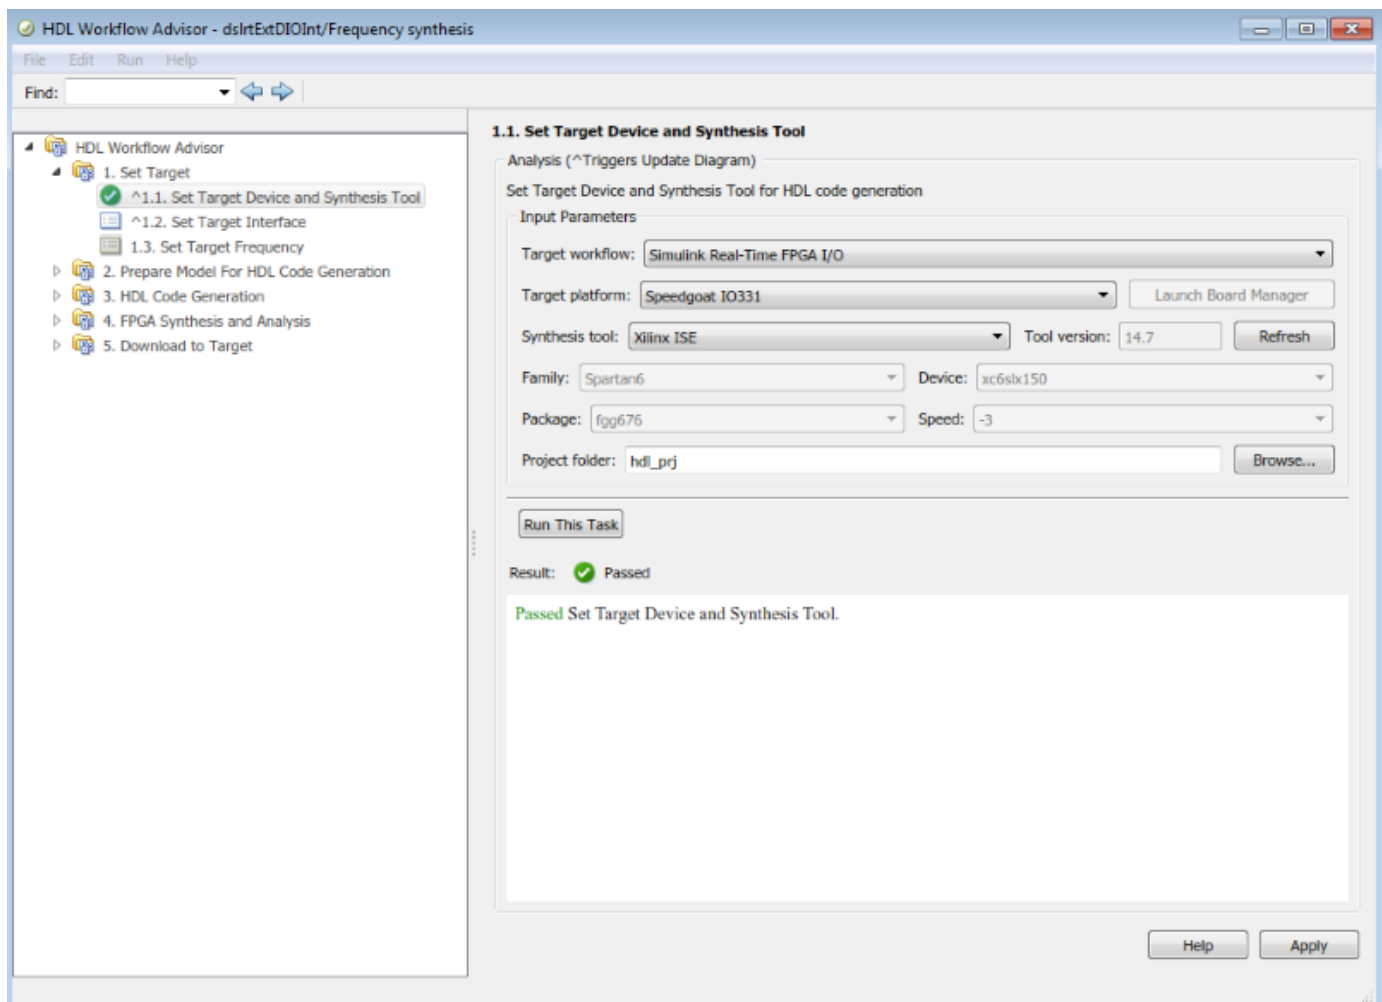 HDL Workflow Advisor - dslrtExtDIOInt/Frequency synthesis
File Edit Run Help
Find:
HDL Workflow Advisor
1. Set Target
^1.1. Set Target Device and Synthesis Tool
^1.2. Set Target Interface
1.3. Set Target Frequency
2. Prepare Model For HDL Code Generation
3. HDL Code Generation
4. FPGA Synthesis and Analysis
5. Download to Target
1.1. Set Target Device and Synthesis Tool
Analysis (^Triggers Update Diagram)
Set Target Device and Synthesis Tool for HDL code generation
Input Parameters
Target workflow: Simulink Real-Time FPGA I/O
Target platform: Speedgoat IO331 Launch Board Manager
Synthesis tool: Xilinx ISE Tool version: 14.7 Refresh
Family: Spartan6 Device: xc6slx150
Package: fgg676 Speed: -3
Project folder: hdl_prj Browse...
Run This Task
Result: Passed
Passed Set Target Device and Synthesis Tool.
Help Apply